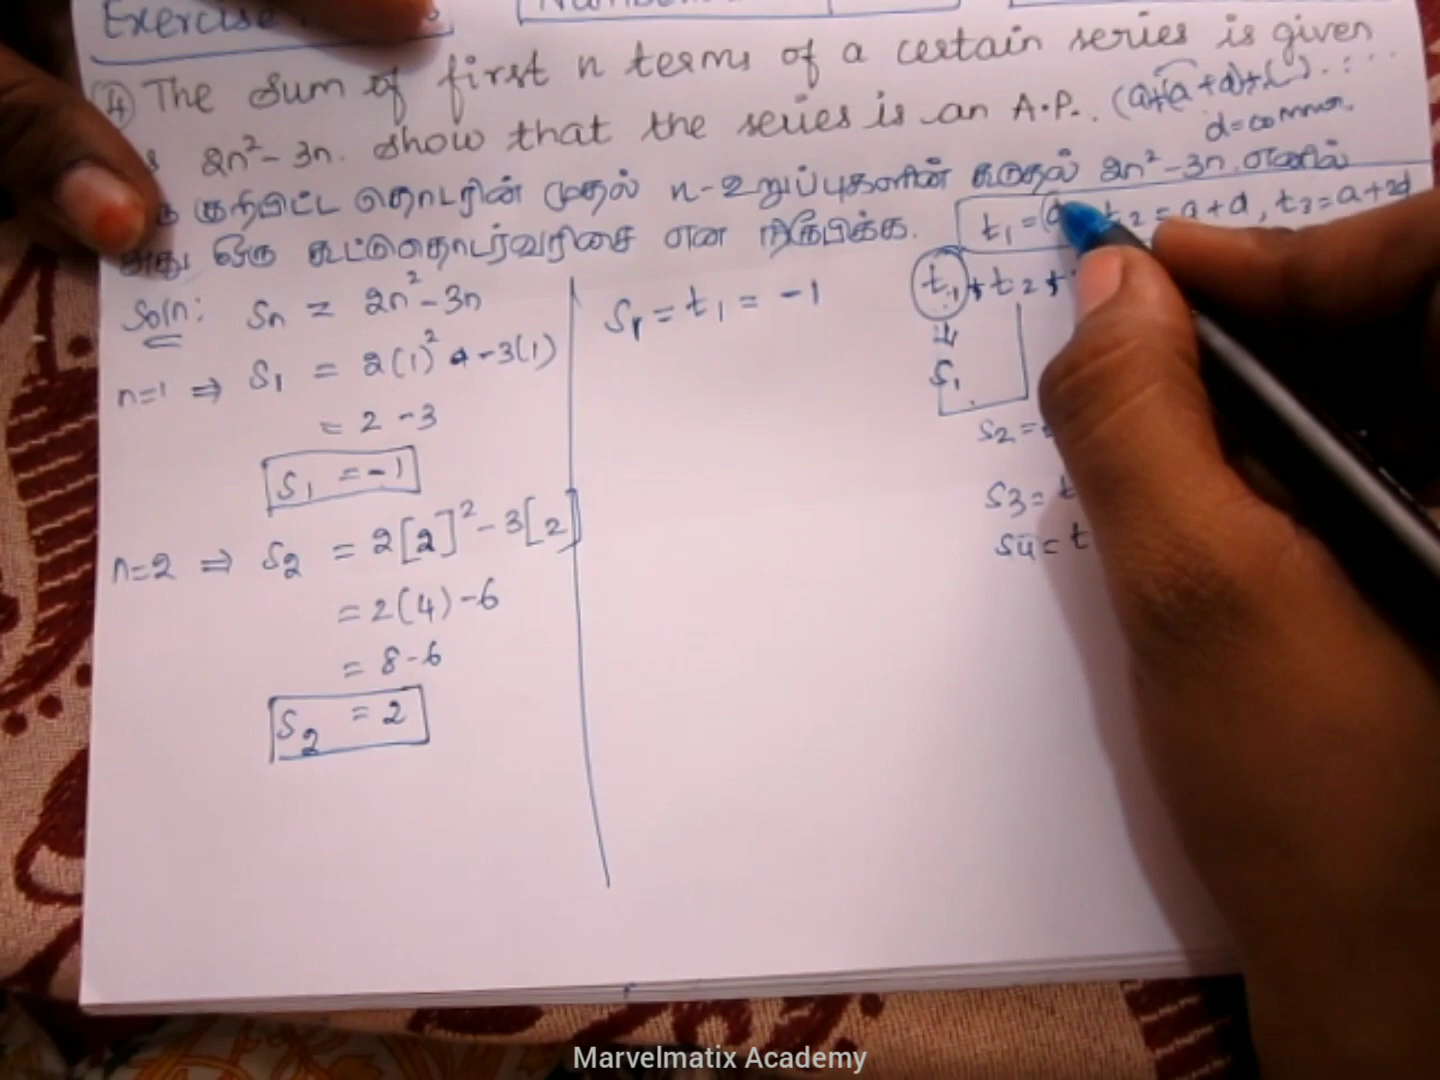 Exercise
④ The Sum of first n terms of a certain series is given
2n²-3n. Show that the series is an A.P. (a+(a+d)+(
d=common.
குறிப்பிட்ட தொடரின் முதல் n-உறுப்புகளின் கூடுதல் 2n²-3n எனில்
அது ஒரு கூட்டுதொடர்வரிசை என நிரூபிக்க.
t₁=a t₂=a+d, t₃=a+2d
Soln: Sn = 2n²-3n
n=1 ⇒ S₁ = 2(1)²-3(1)
= 2-3
S₁ = -1
n=2 ⇒ S₂ = 2[2]²-3[2]
= 2(4)-6
= 8-6
S₂ = 2
S₁ = t₁ = -1
t₁+t₂+
⇓
S₁
S₂=
S₃= t
S4= t
Marvelmatix Academy